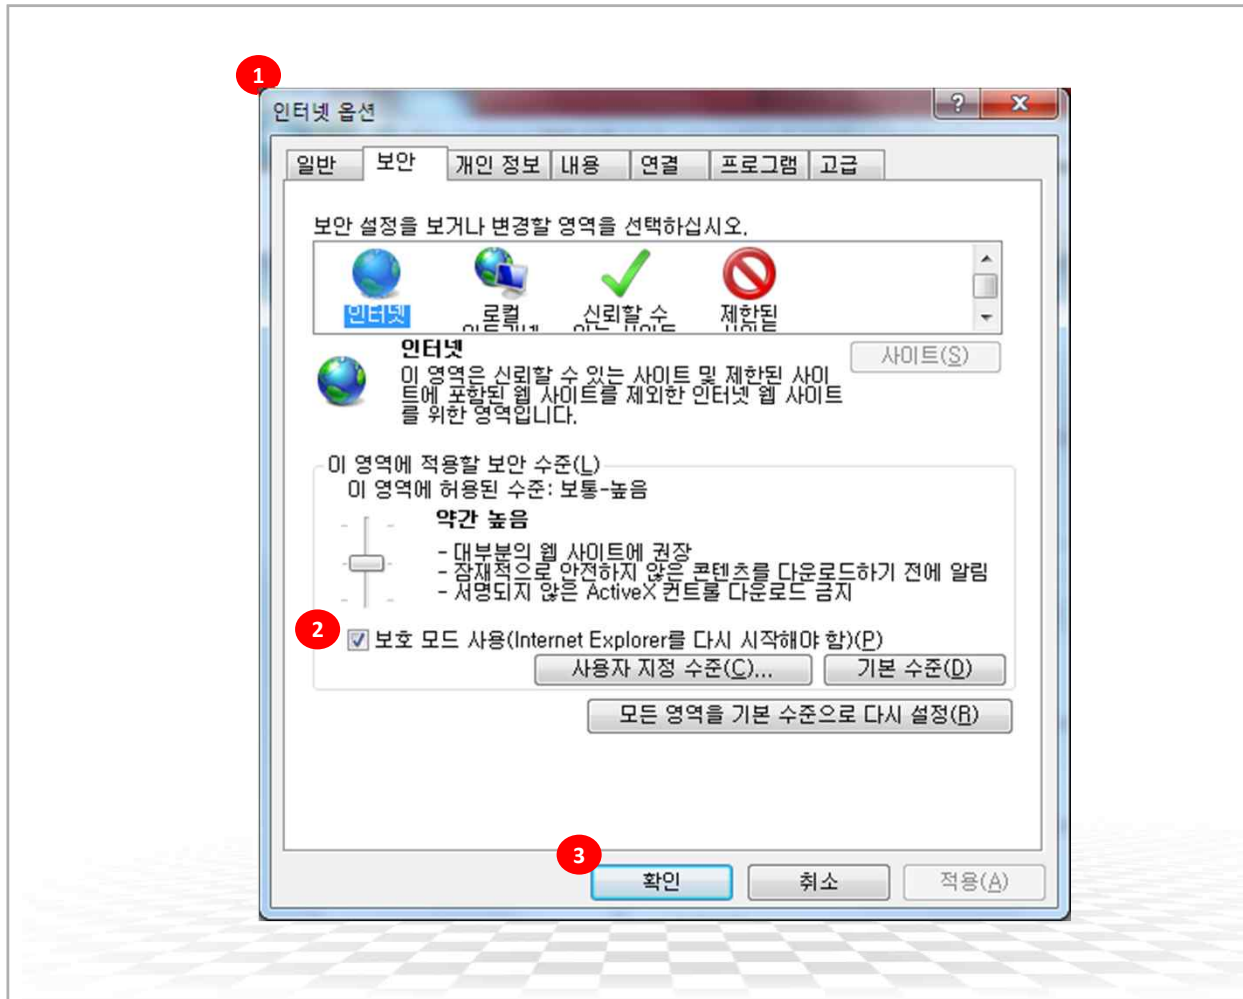 1
인터넷 옵션
일반 보안 개인 정보 내용 연결 프로그램 고급
보안 설정을 보거나 변경할 영역을 선택하십시오.
인터넷 로컬 신뢰할 수 제한된
인터넷 사이트(S)
이 영역은 신뢰할 수 있는 사이트 및 제한된 사이
트에 포함된 웹 사이트를 제외한 인터넷 웹 사이트
를 위한 영역입니다.
이 영역에 적용할 보안 수준(L)
이 영역에 허용된 수준: 보통-높음
약간 높음
- 대부분의 웹 사이트에 권장
- 잠재적으로 안전하지 않은 콘텐츠를 다운로드하기 전에 알림
- 서명되지 않은 ActiveX 컨트롤 다운로드 금지
2 보호 모드 사용(Internet Explorer를 다시 시작해야 함)(P)
사용자 지정 수준(C)... 기본 수준(D)
모든 영역을 기본 수준으로 다시 설정(R)
3
확인 취소 적용(A)